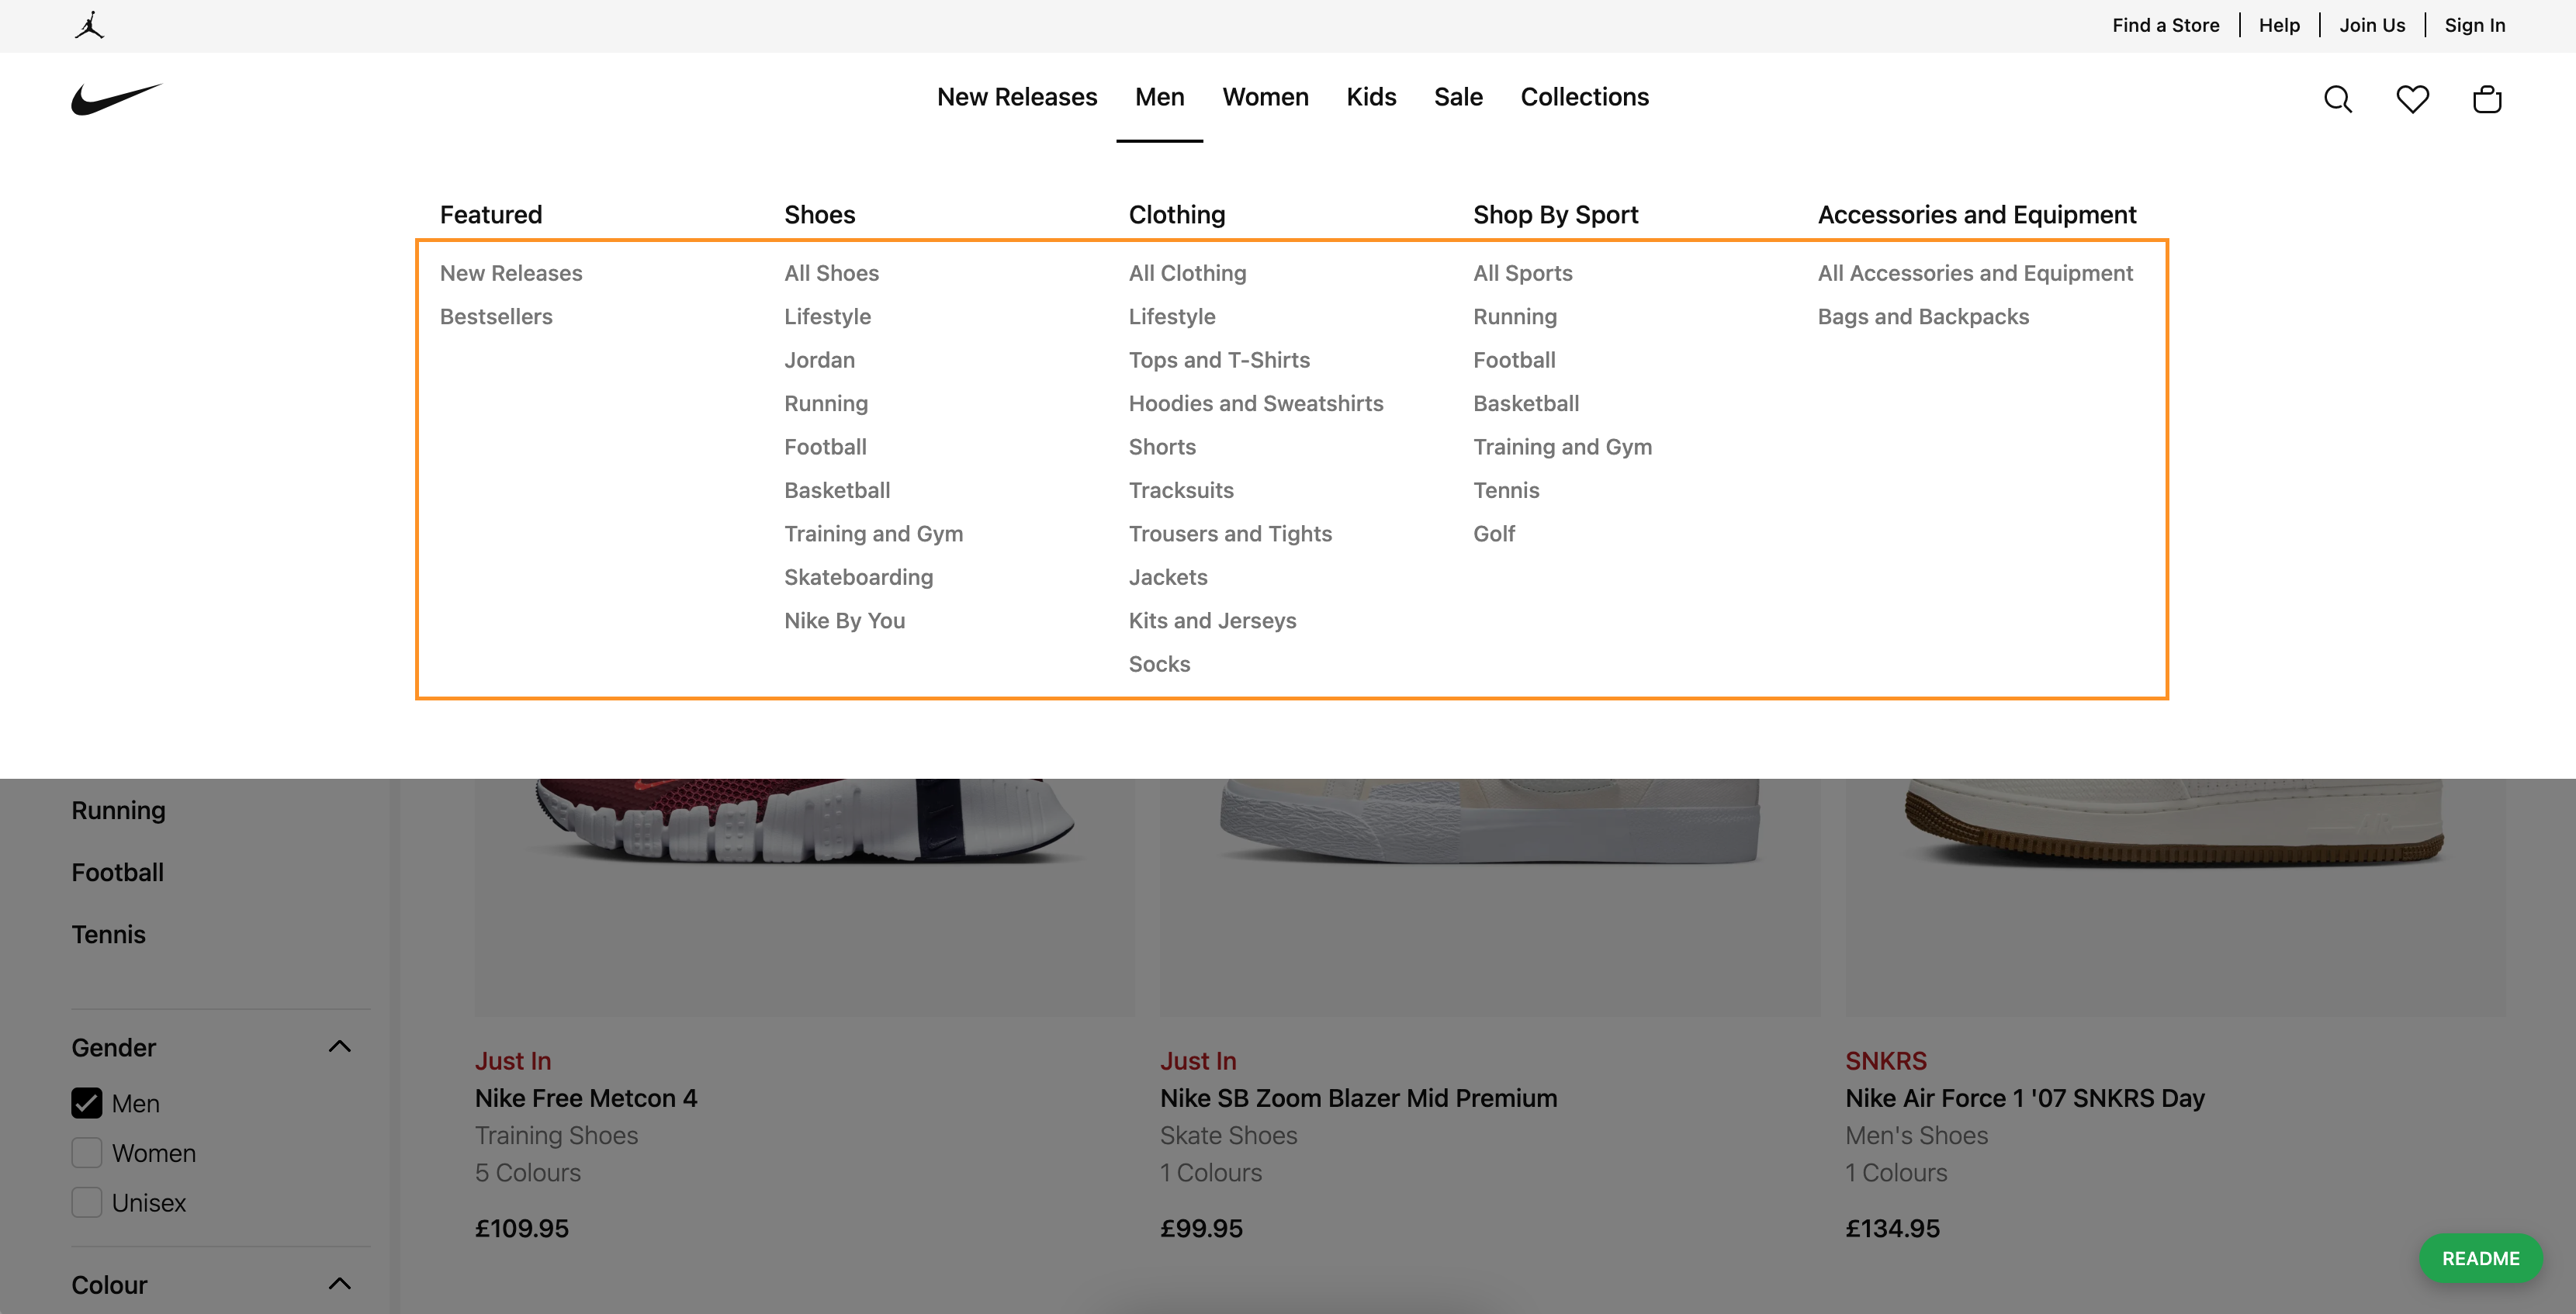 Find a Store
Help
Join Us
Sign In
New Releases
Men
Women
Kids
Sale
Collections
Featured
New Releases
Bestsellers
Shoes
All Shoes
Lifestyle
Jordan
Running
Football
Basketball
Training and Gym
Skateboarding
Nike By You
Clothing
All Clothing
Lifestyle
Tops and T-Shirts
Hoodies and Sweatshirts
Shorts
Tracksuits
Trousers and Tights
Jackets
Kits and Jerseys
Socks
Shop By Sport
All Sports
Running
Football
Basketball
Training and Gym
Tennis
Golf
Accessories and Equipment
All Accessories and Equipment
Bags and Backpacks
Running
Football
Tennis
Gender
Men
Women
Unisex
Colour
Just In
Nike Free Metcon 4
Training Shoes
5 Colours
£109.95
Just In
Nike SB Zoom Blazer Mid Premium
Skate Shoes
1 Colours
£99.95
SNKRS
Nike Air Force 1 '07 SNKRS Day
Men's Shoes
1 Colours
£134.95
README